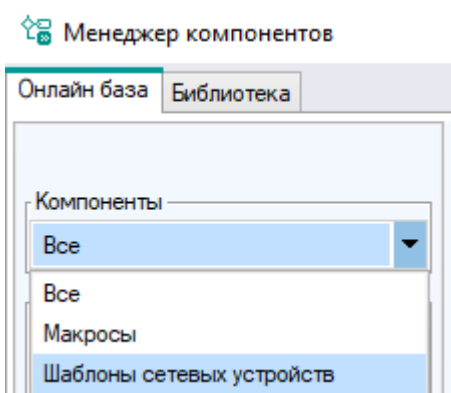 Менеджер компонентов
Онлайн база Библиотека
Компоненты
Все
Все
Макросы
Шаблоны сетевых устройств